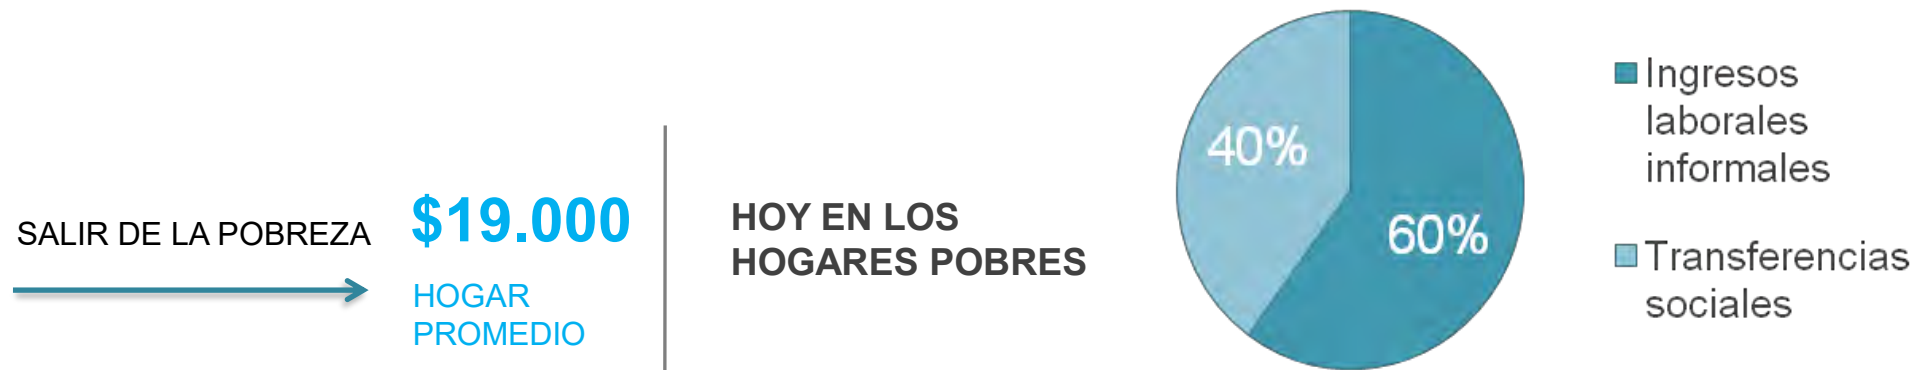 SALIR DE LA POBREZA
$19.000
HOGAR
PROMEDIO
HOY EN LOS
HOGARES POBRES
40%
60%
Ingresos
laborales
informales
Transferencias
sociales